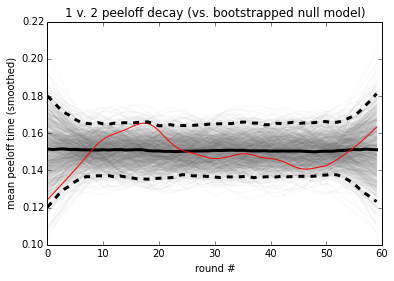 1 v. 2 peeloff decay (vs. bootstrapped null model)
0.22
0.20
0.18
0.16
0.14
0.12
0.10
mean peeloff time (smoothed)
0 10 20 30 40 50 60
round #